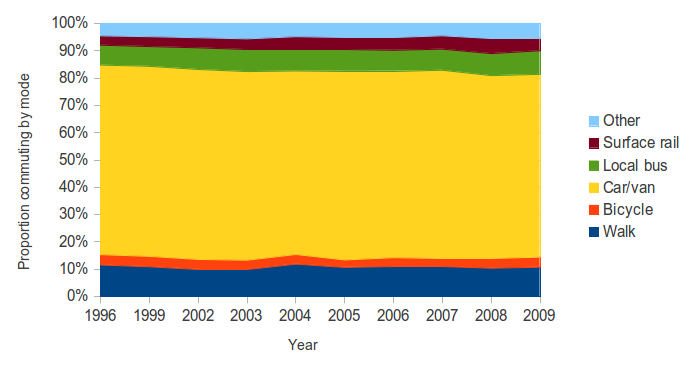 Proportion commuting by mode
100%
90%
80%
70%
60%
50%
40%
30%
20%
10%
0%
1996 1999 2002 2003 2004 2005 2006 2007 2008 2009
Year
Other
Surface rail
Local bus
Car/van
Bicycle
Walk